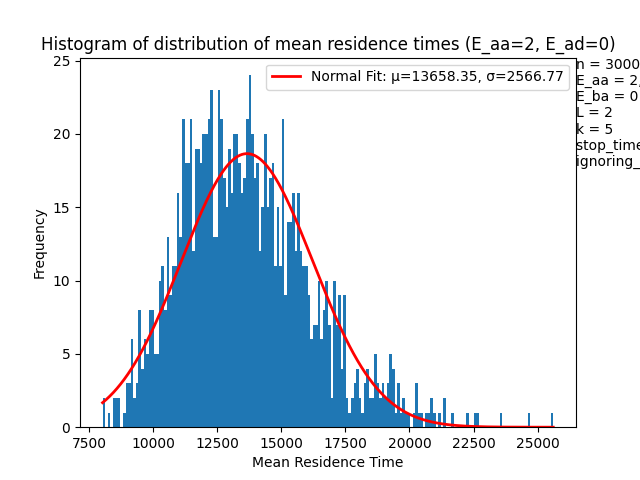 Histogram of distribution of mean residence times (E_aa=2, E_ad=0)
Normal Fit: μ=13658.35, σ=2566.77
n = 3000
E_aa = 2,
E_ba = 0
L = 2
k = 5
stop_time
ignoring_
Frequency
25
20
15
10
5
0
7500 10000 12500 15000 17500 20000 22500 25000
Mean Residence Time